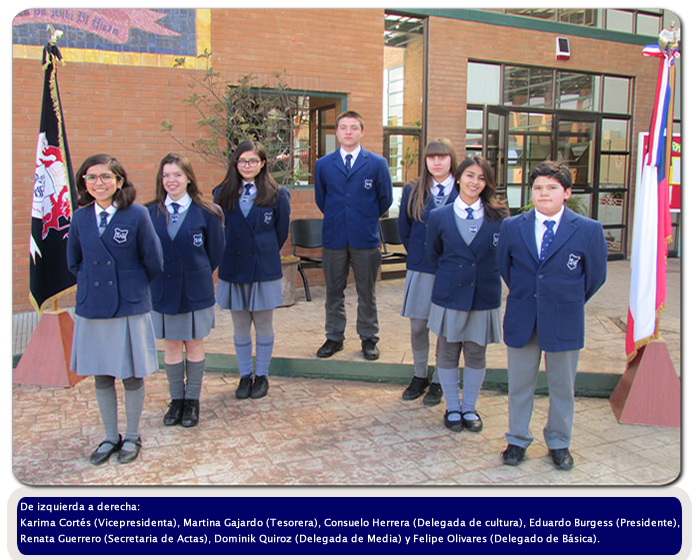 De izquierda a derecha:
Karima Cortés (Vicepresidenta), Martina Gajardo (Tesorera), Consuelo Herrera (Delegada de cultura), Eduardo Burgess (Presidente),
Renata Guerrero (Secretaria de Actas), Dominik Quiroz (Delegada de Media) y Felipe Olivares (Delegado de Básica).